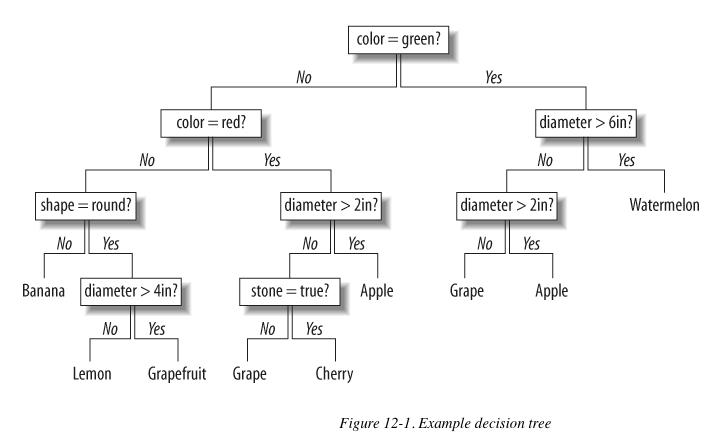 color = green?
No Yes
color = red? diameter > 6in?
No Yes No Yes
shape = round? diameter > 2in? diameter > 2in? Watermelon
No Yes No Yes No Yes
Banana diameter > 4in? stone = true? Apple Grape Apple
No Yes No Yes
Lemon Grapefruit Grape Cherry
Figure 12-1. Example decision tree